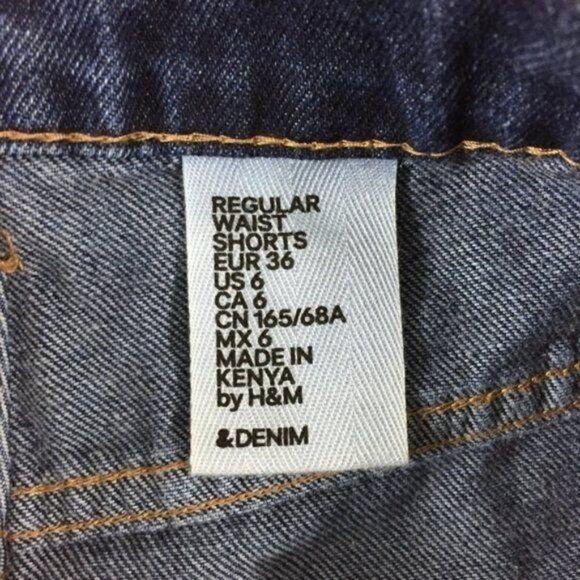 REGULAR
WAIST
SHORTS
EUR 36
US 6
CA 6
CN 165/68A
MX 6
MADE IN
KENYA
by H&M
&DENIM